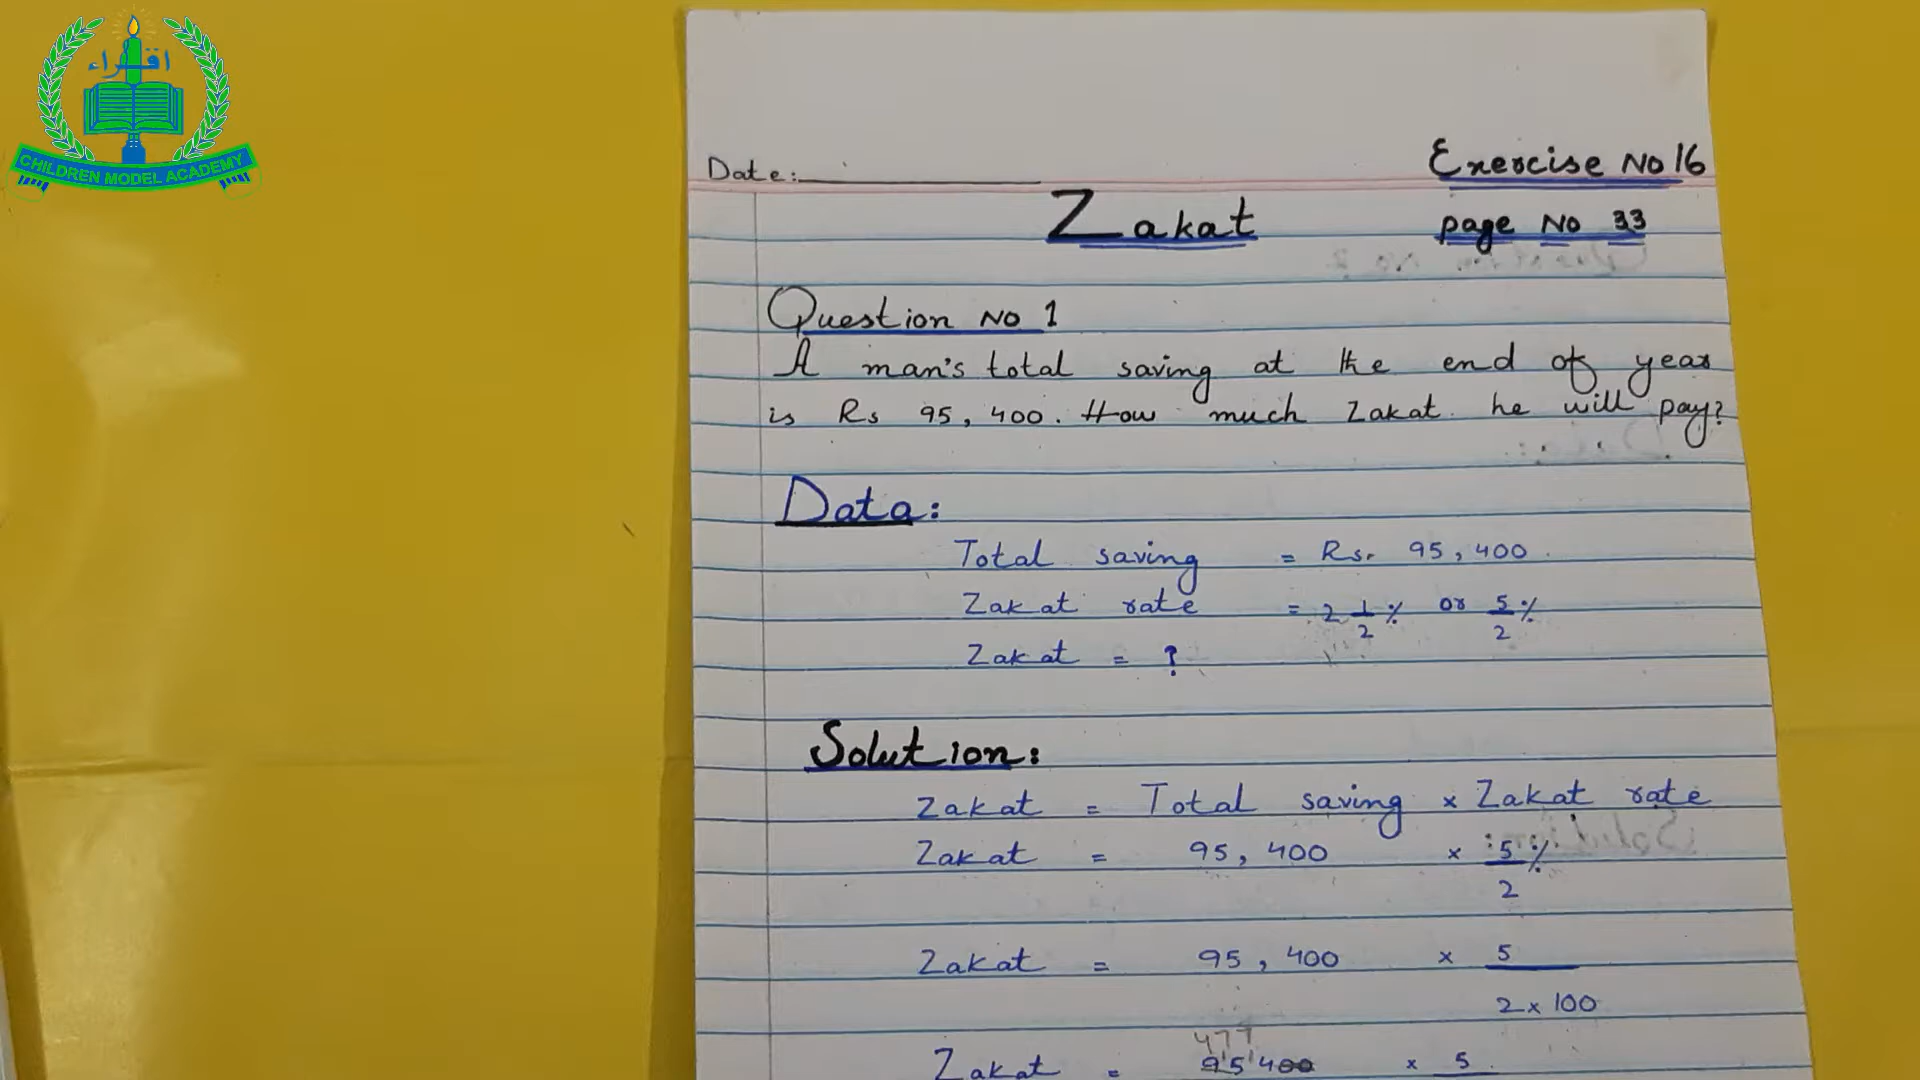 اقراء
CHILDREN MODEL ACADEMY
Date:
Exercise No 16
Zakat
page No 33
Question No 1
A man's total saving at the end of year
is Rs 95,400. How much Zakat he will pay?
Data:
Total saving = Rs. 95,400
Zakat rate = 2 1/2 % or 5/2 %
Zakat = ?
Solution:
Zakat = Total saving × Zakat rate
Zakat = 95,400 × 5/2 %
Zakat = 95,400 × 5
2 × 100
477
Zakat = 95400 × 5